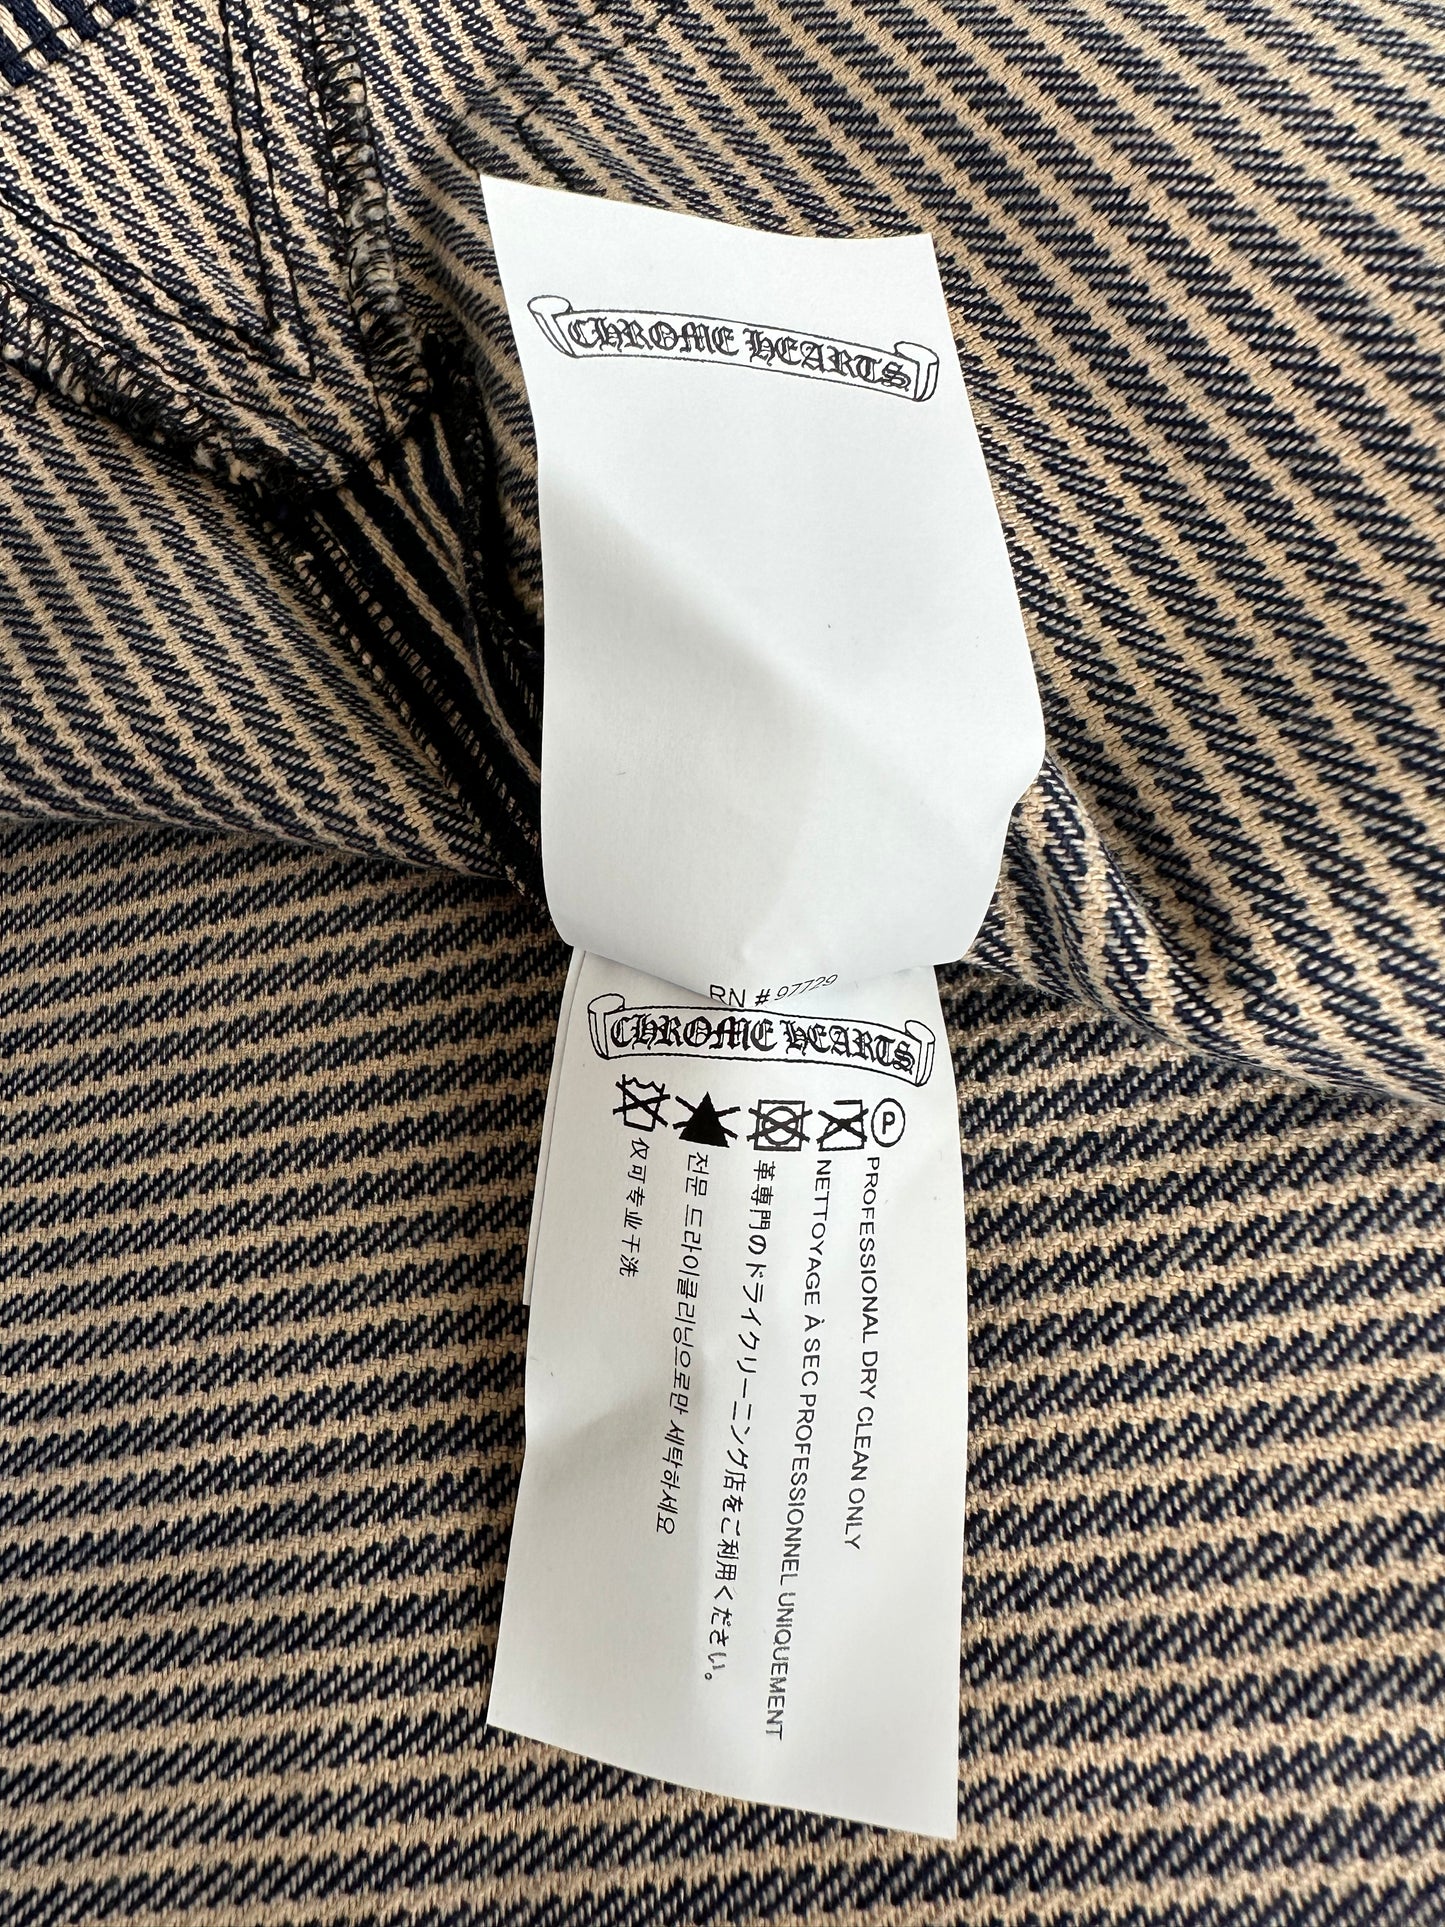 CHROME HEARTS
RN # 97729
CHROME HEARTS
P
PROFESSIONAL DRY CLEAN ONLY
NETTOYAGE À SEC PROFESSIONNEL UNIQUEMENT
革専門のドライクリーニング店をご利用ください。
전문 드라이클리닝으로만 세탁하세요
仅可专业干洗